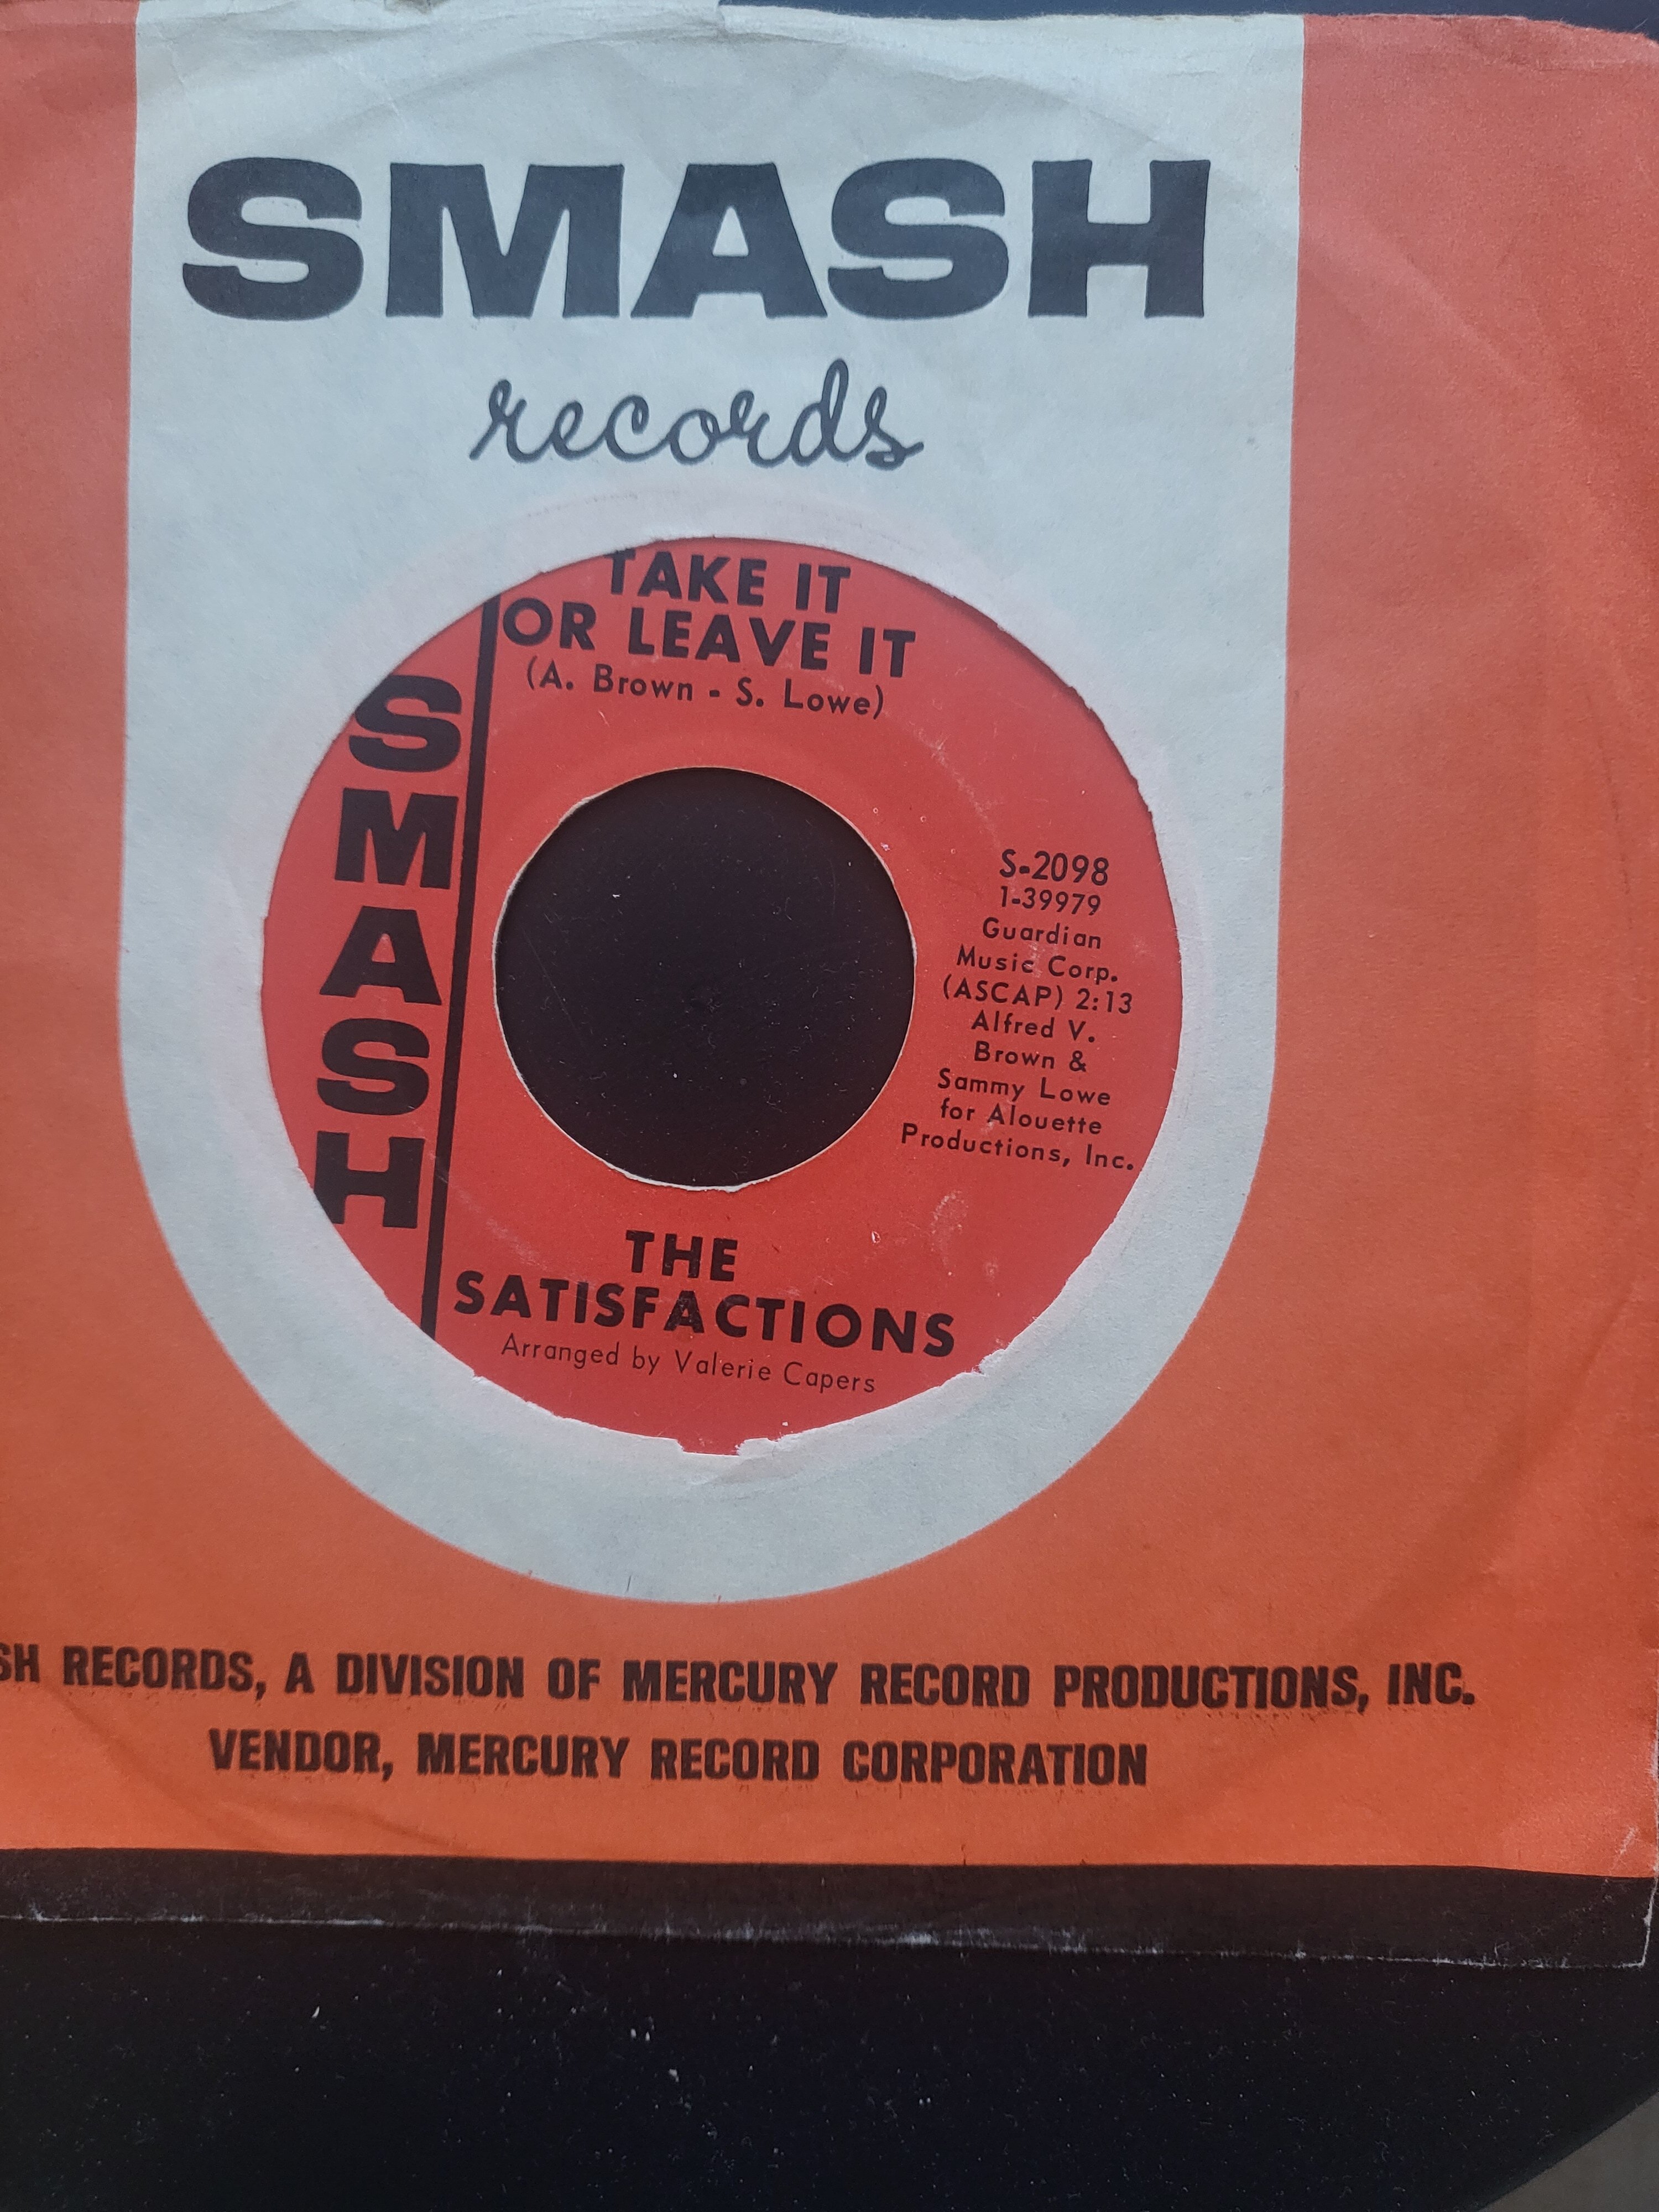 SMASH
records
TAKE IT
OR LEAVE IT
(A. Brown - S. Lowe)
SMASH
S-2098
1-39979
Guardian
Music Corp.
(ASCAP) 2:13
Alfred V.
Brown &
Sammy Lowe
for Alouette
Productions, Inc.
THE
SATISFACTIONS
Arranged by Valerie Capers
SH RECORDS, A DIVISION OF MERCURY RECORD PRODUCTIONS, INC.
VENDOR, MERCURY RECORD CORPORATION